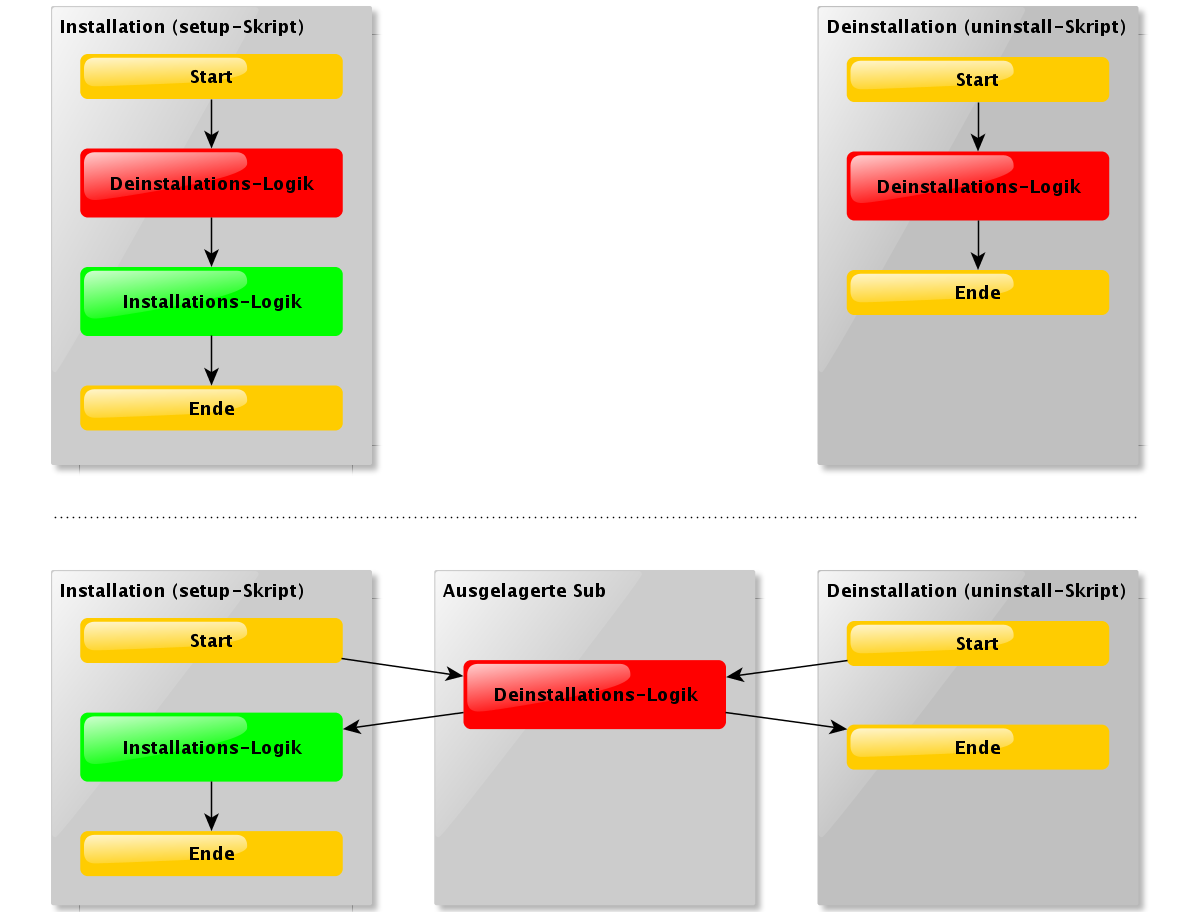 Installation (setup-Skript)
Start
Deinstallations-Logik
Installations-Logik
Ende
Deinstallation (uninstall-Skript)
Start
Deinstallations-Logik
Ende
Installation (setup-Skript)
Start
Installations-Logik
Ende
Ausgelagerte Sub
Deinstallations-Logik
Deinstallation (uninstall-Skript)
Start
Ende